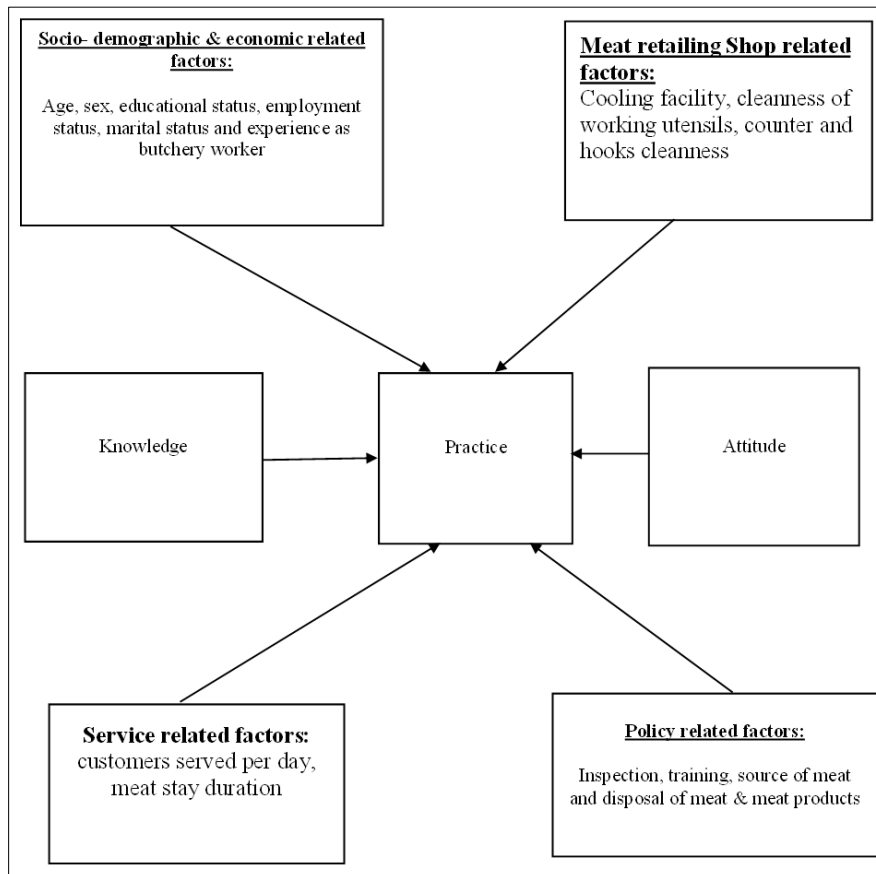 Socio- demographic & economic related
factors:
Age, sex, educational status, employment
status, marital status and experience as
butchery worker
Meat retailing Shop related
factors:
Cooling facility, cleanness of
working utensils, counter and
hooks cleanness
Knowledge
Practice
Attitude
Service related factors:
customers served per day,
meat stay duration
Policy related factors:
Inspection, training, source of meat
and disposal of meat & meat products